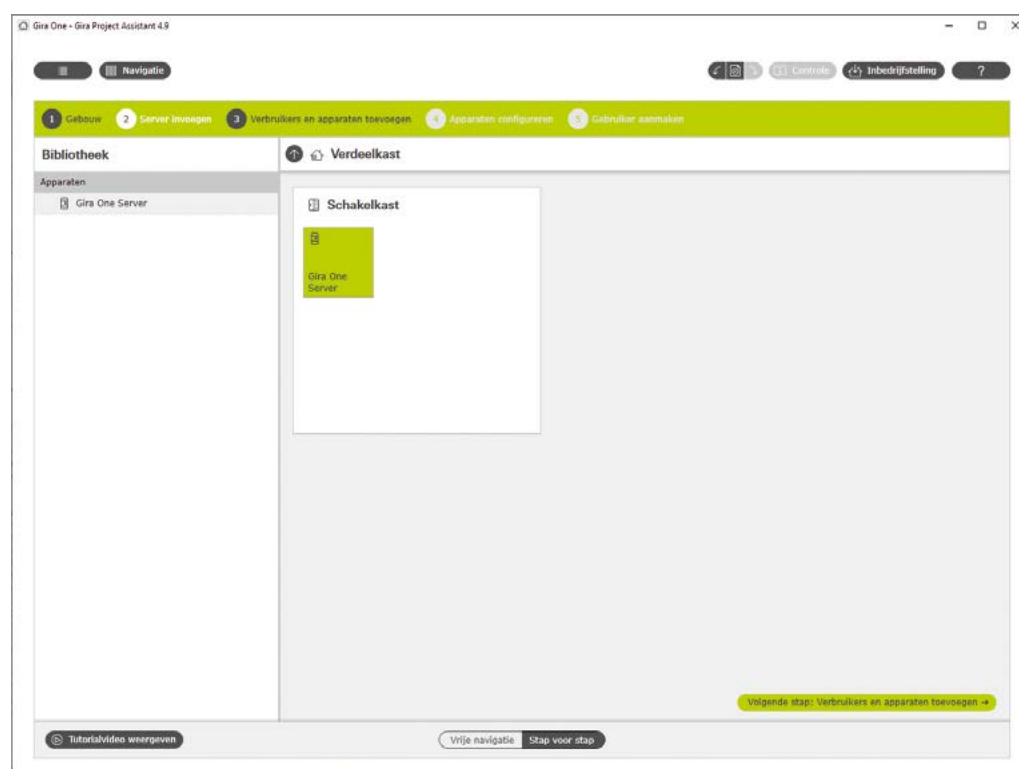 Gira One - Gira Project Assistant 4.9
Navigatie
Controle
Inbedrijfstelling
?
1 Gebouw 2 Server invoegen 3 Verbruikers en apparaten toevoegen 4 Apparaten configureren 5 Gebruiker aanmaken
Bibliotheek
Verdeelkast
Apparaten
Gira One Server
Schakelkast
Gira One
Server
Volgende stap: Verbruikers en apparaten toevoegen →
Tutorialvideo weergeven
Vrije navigatie Stap voor stap